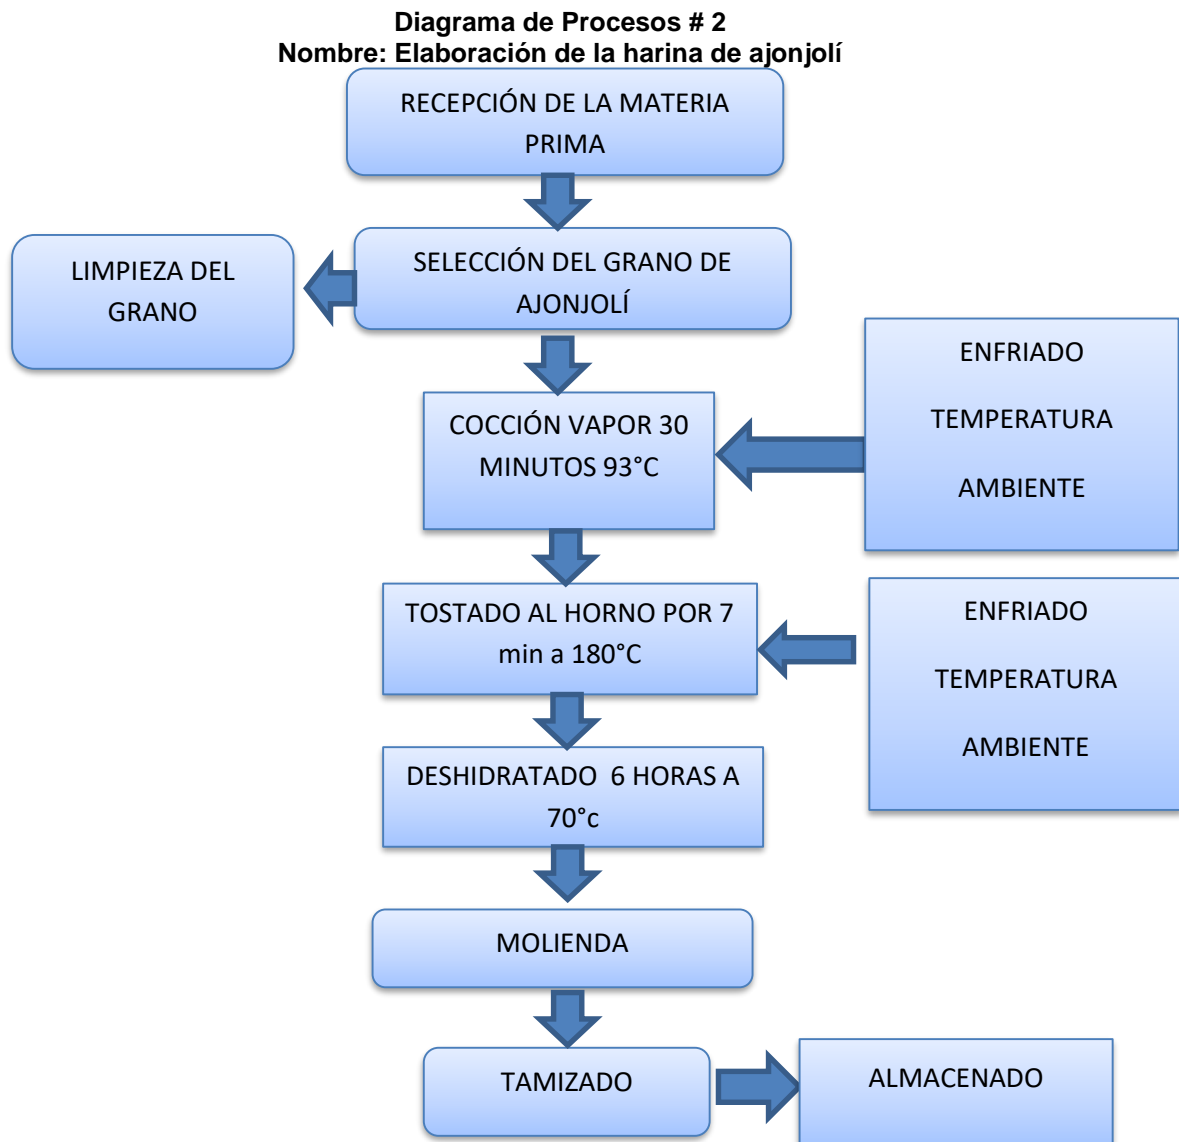 Diagrama de Procesos # 2
Nombre: Elaboración de la harina de ajonjolí
RECEPCIÓN DE LA MATERIA
PRIMA
SELECCIÓN DEL GRANO DE
AJONJOLÍ
LIMPIEZA DEL
GRANO
COCCIÓN VAPOR 30
MINUTOS 93°C
ENFRIADO
TEMPERATURA
AMBIENTE
TOSTADO AL HORNO POR 7
min a 180°C
ENFRIADO
TEMPERATURA
AMBIENTE
DESHIDRATADO  6 HORAS A
70°c
MOLIENDA
TAMIZADO
ALMACENADO